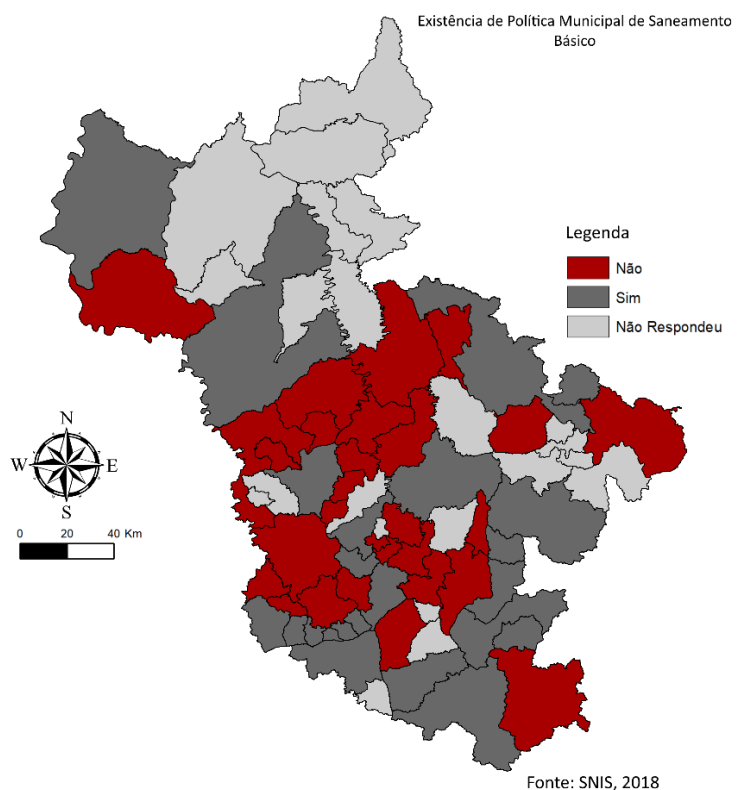 Existência de Política Municipal de Saneamento
Básico
Legenda
Não
Sim
Não Respondeu
N
W E
S
0 20 40 Km
Fonte: SNIS, 2018